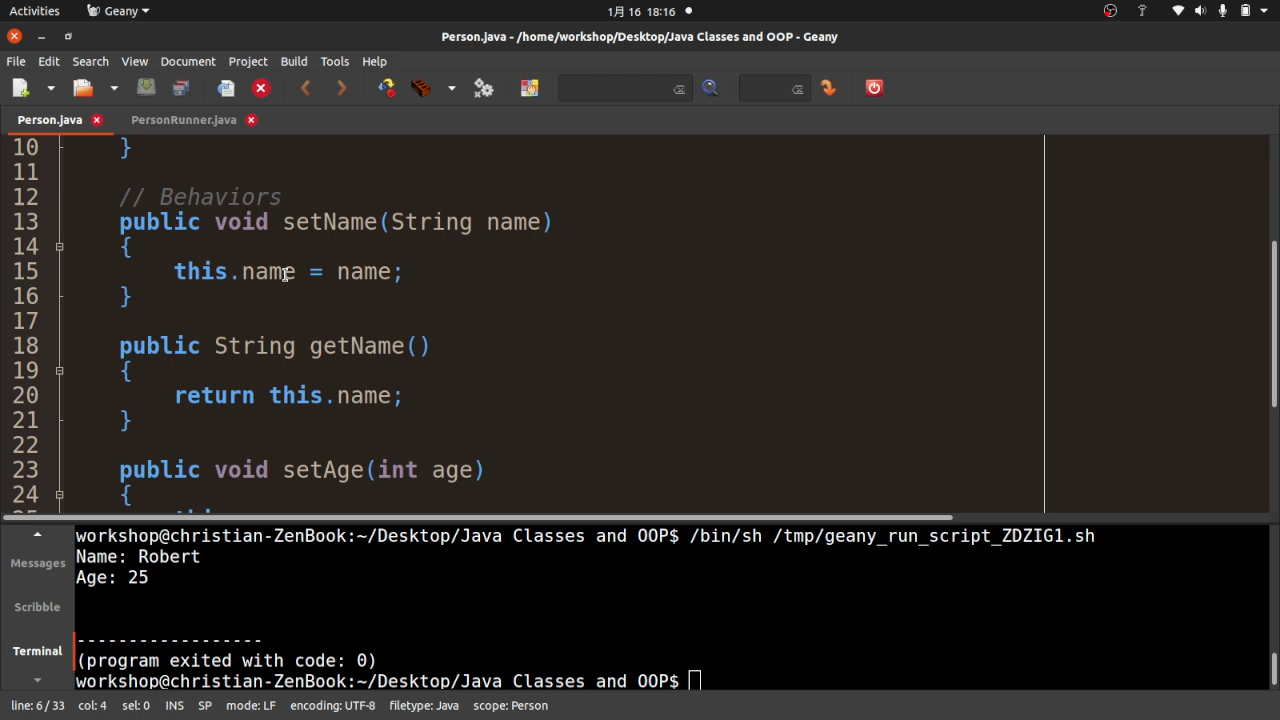 Activities Geany 1月 16 18:16
Person.java - /home/workshop/Desktop/Java Classes and OOP - Geany
File Edit Search View Document Project Build Tools Help
Person.java PersonRunner.java
10 }
11
12 // Behaviors
13 public void setName(String name)
14 {
15 this.name = name;
16 }
17
18 public String getName()
19 {
20 return this.name;
21 }
22
23 public void setAge(int age)
24 {
workshop@christian-ZenBook:~/Desktop/Java Classes and OOP$ /bin/sh /tmp/geany_run_script_ZDZIG1.sh
Messages
Name: Robert
Age: 25
Scribble
------------------
Terminal
(program exited with code: 0)
workshop@christian-ZenBook:~/Desktop/Java Classes and OOP$
line: 6 / 33 col: 4 sel: 0 INS SP mode: LF encoding: UTF-8 filetype: Java scope: Person